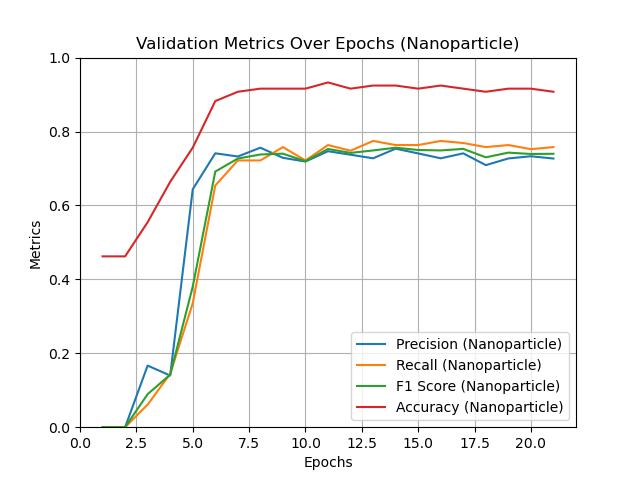 Validation Metrics Over Epochs (Nanoparticle)
1.0
0.8
0.6
0.4
0.2
0.0
Metrics
Precision (Nanoparticle)
Recall (Nanoparticle)
F1 Score (Nanoparticle)
Accuracy (Nanoparticle)
0.0 2.5 5.0 7.5 10.0 12.5 15.0 17.5 20.0
Epochs